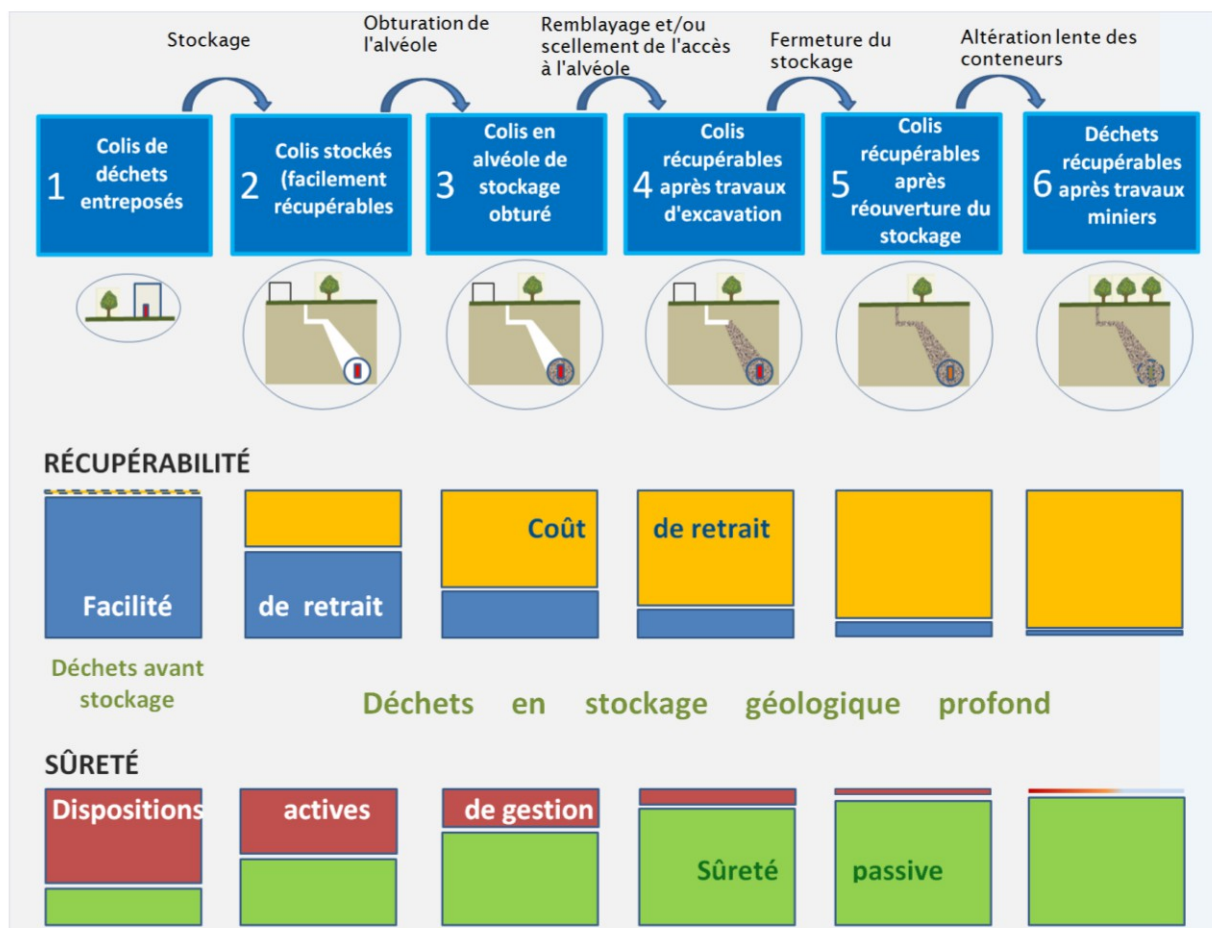 Stockage
Obturation de
l'alvéole
Remblayage et/ou
scellement de l'accès
à l'alvéole
Fermeture du
stockage
Altération lente des
conteneurs
1
Colis de
déchets
entreposés
2
Colis stockés
(facilement
récupérables
3
Colis en
alvéole de
stockage
obturé
4
Colis
récupérables
après travaux
d'excavation
5
Colis
récupérables
après
réouverture du
stockage
6
Déchets
récupérables
après travaux
miniers
RÉCUPÉRABILITÉ
Coût de retrait
Facilité de retrait
Déchets avant
stockage
Déchets en stockage géologique profond
SÛRETÉ
Dispositions actives de gestion
Sûreté passive